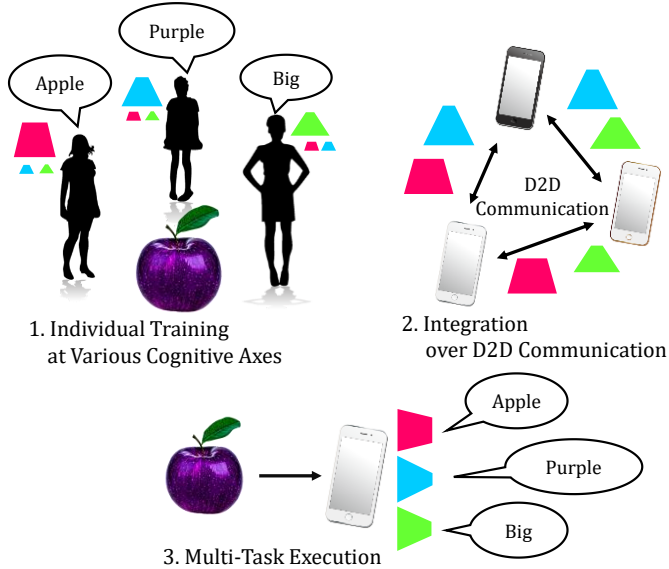 Purple
Apple
Big
1. Individual Training
at Various Cognitive Axes
D2D
Communication
2. Integration
over D2D Communication
Apple
Purple
Big
3. Multi-Task Execution